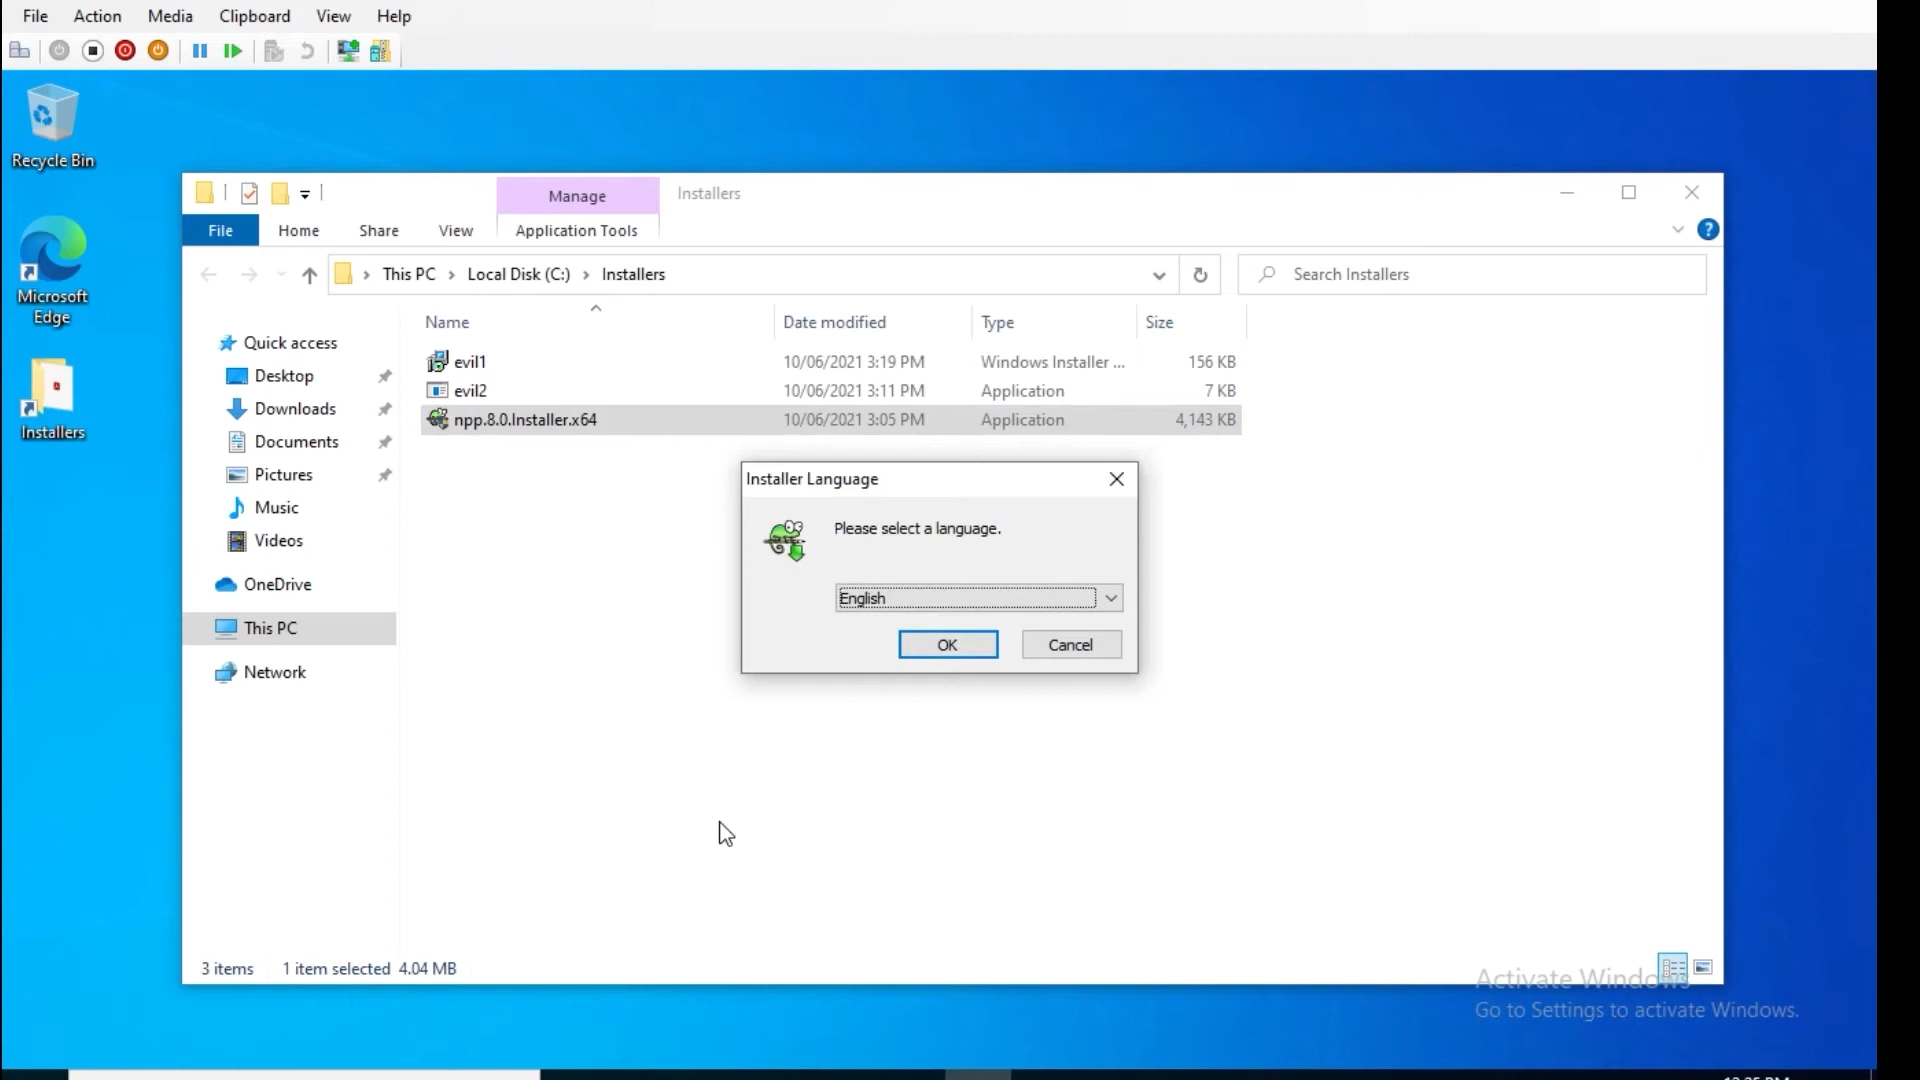 File Action Media Clipboard View Help
Recycle Bin
Microsoft
Edge
Installers
Manage
Installers
File Home Share View Application Tools
This PC Local Disk (C:) Installers
Search Installers
Name Date modified Type Size
evil1 10/06/2021 3:19 PM Windows Installer ... 156 KB
evil2 10/06/2021 3:11 PM Application 7 KB
npp.8.0.Installer.x64 10/06/2021 3:05 PM Application 4,143 KB
Quick access
Desktop
Downloads
Documents
Pictures
Music
Videos
OneDrive
This PC
Network
Installer Language
Please select a language.
English
OK Cancel
3 items 1 item selected 4.04 MB
Activate Windows
Go to Settings to activate Windows.